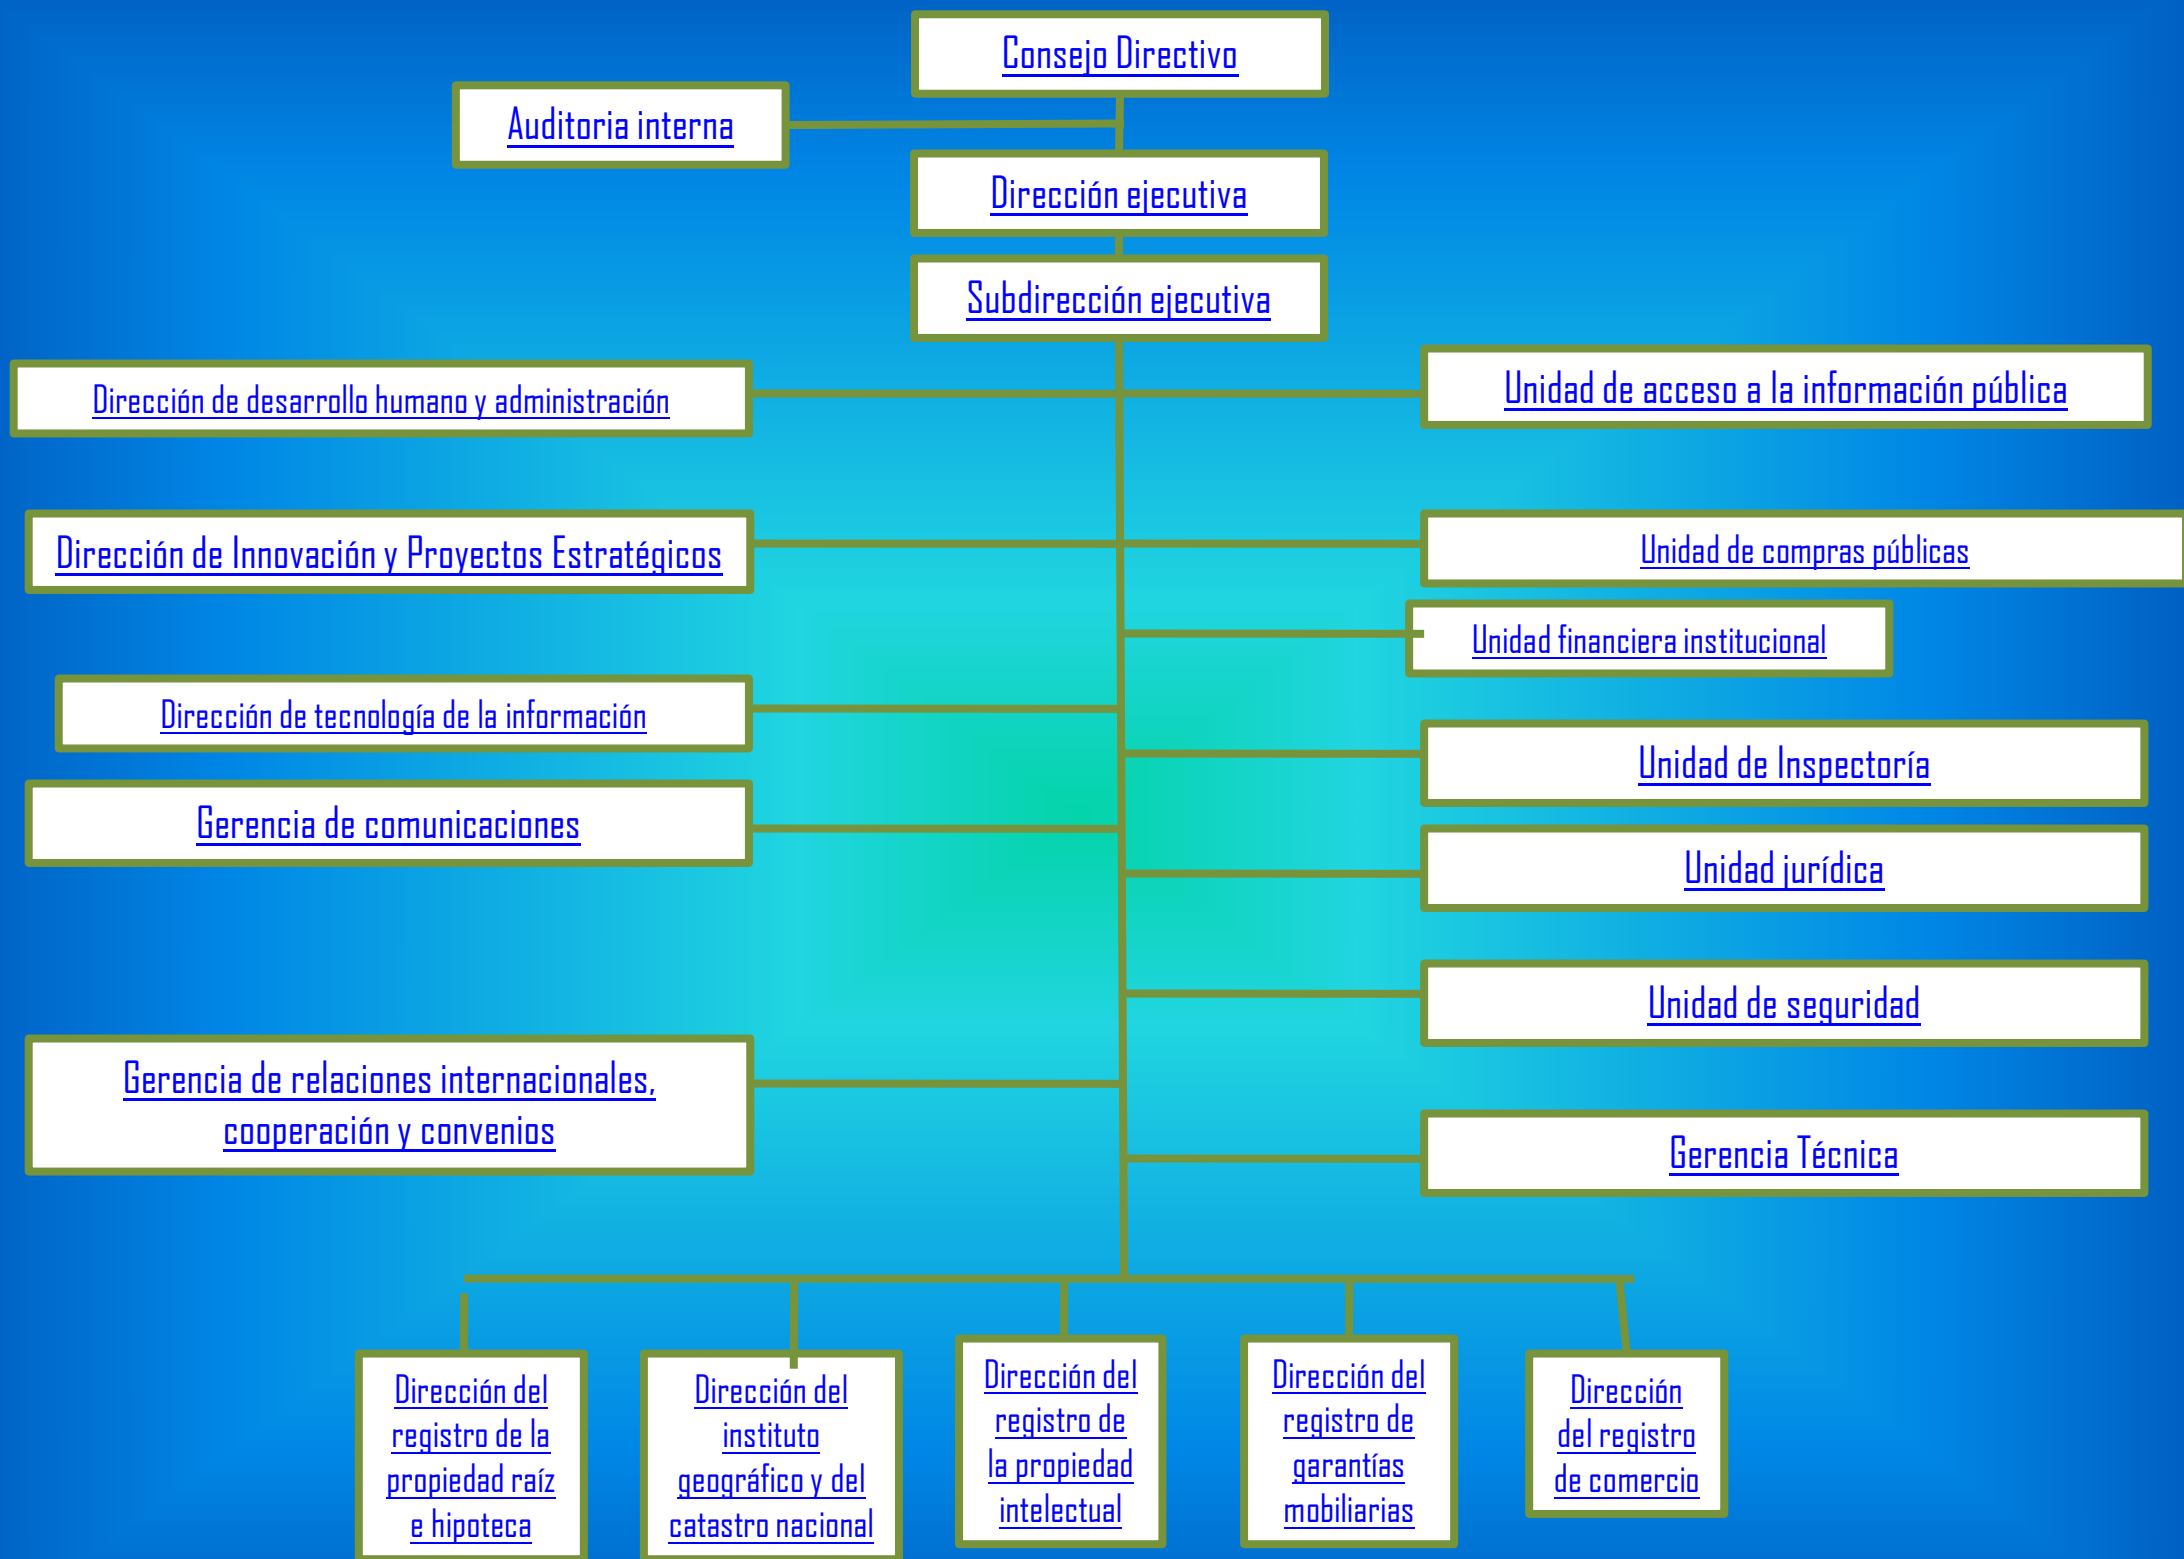 Consejo Directivo
Auditoria interna
Dirección ejecutiva
Subdirección ejecutiva
Dirección de desarrollo humano y administración
Unidad de acceso a la información pública
Dirección de Innovación y Proyectos Estratégicos
Unidad de compras públicas
Unidad financiera institucional
Dirección de tecnología de la información
Unidad de Inspectoría
Gerencia de comunicaciones
Unidad jurídica
Unidad de seguridad
Gerencia de relaciones internacionales,
cooperación y convenios
Gerencia Técnica
Dirección del
registro de la
propiedad raíz
e hipoteca
Dirección del
instituto
geográfico y del
catastro nacional
Dirección del
registro de
la propiedad
intelectual
Dirección del
registro de
garantías
mobiliarias
Dirección
del registro
de comercio